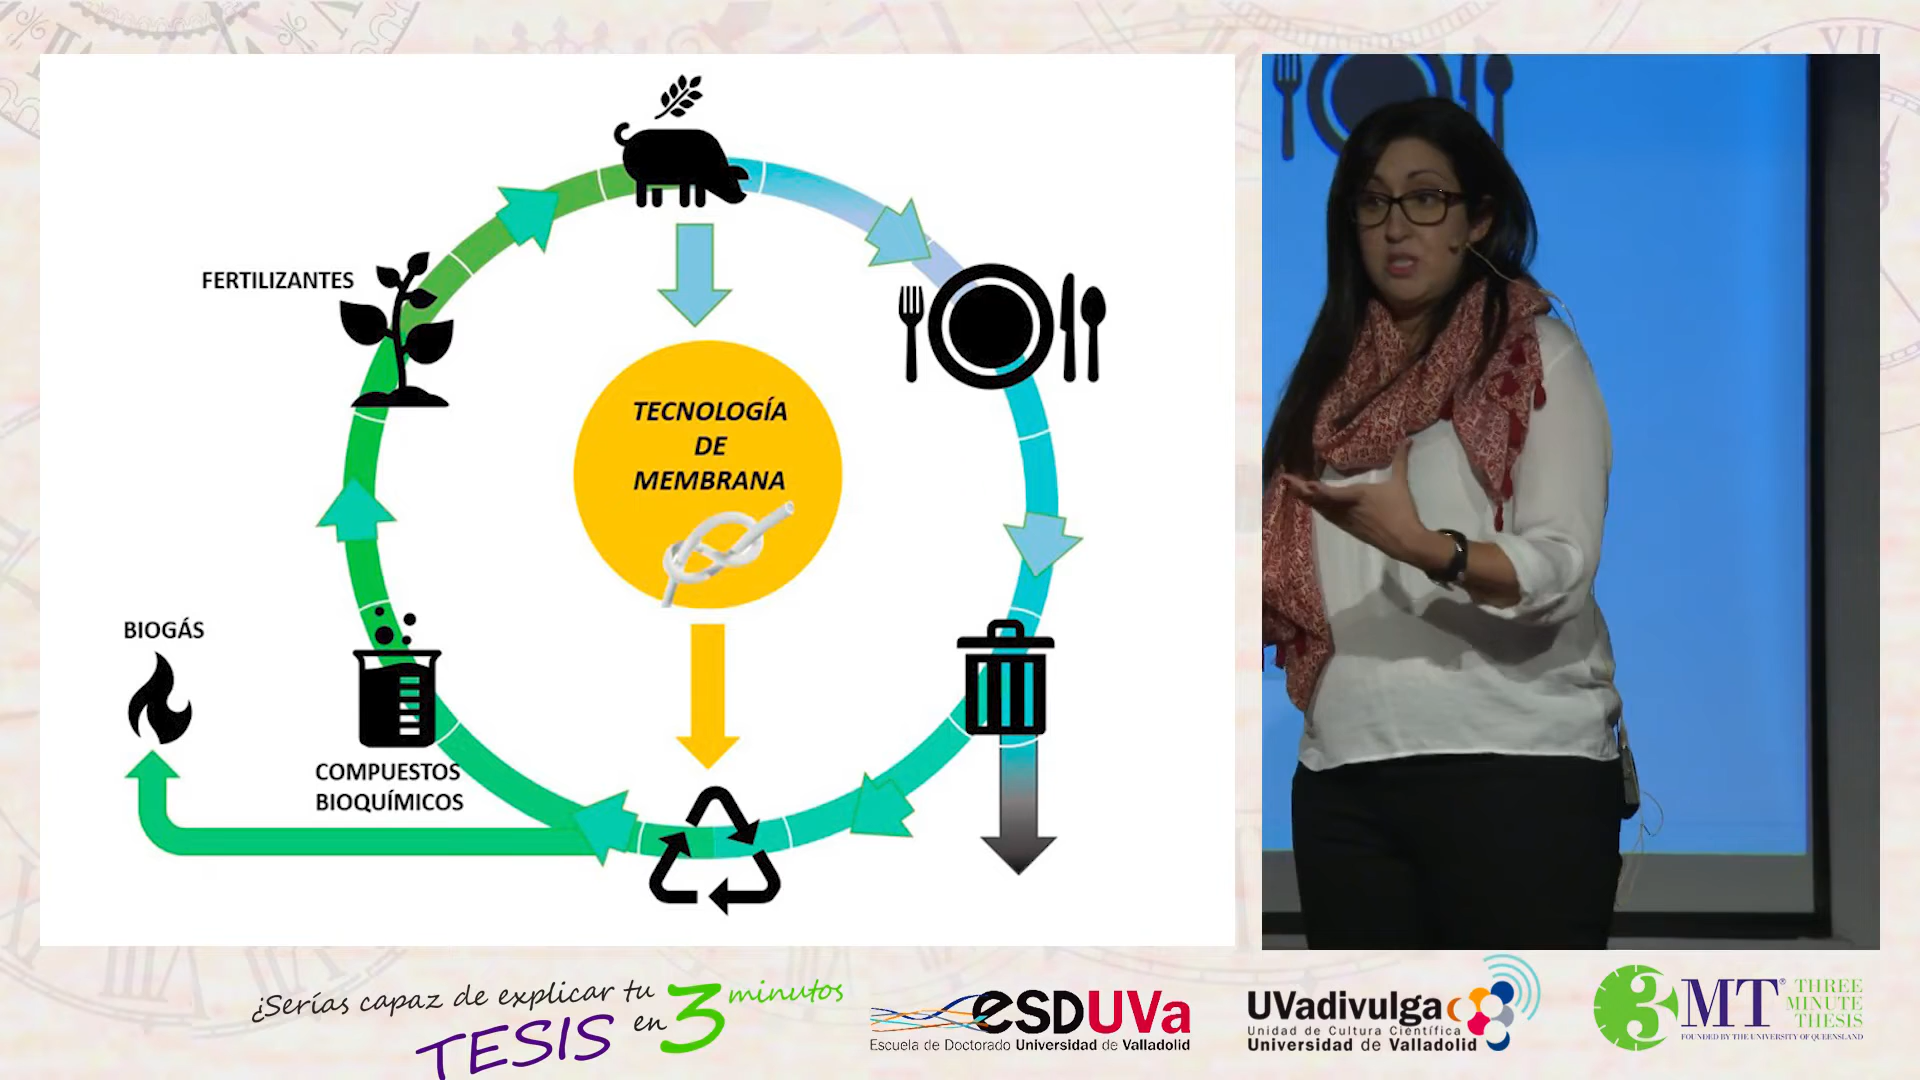 FERTILIZANTES
TECNOLOGÍA
DE
MEMBRANA
BIOGÁS
COMPUESTOS
BIOQUÍMICOS
¿Serías capaz de explicar tu
TESIS en 3 minutos
esDUVa
Escuela de Doctorado Universidad de Valladolid
UVadivulga
Unidad de Cultura Científica
Universidad de Valladolid
3MT® THREE
MINUTE
THESIS
FOUNDED BY THE UNIVERSITY OF QUEENSLAND
VII